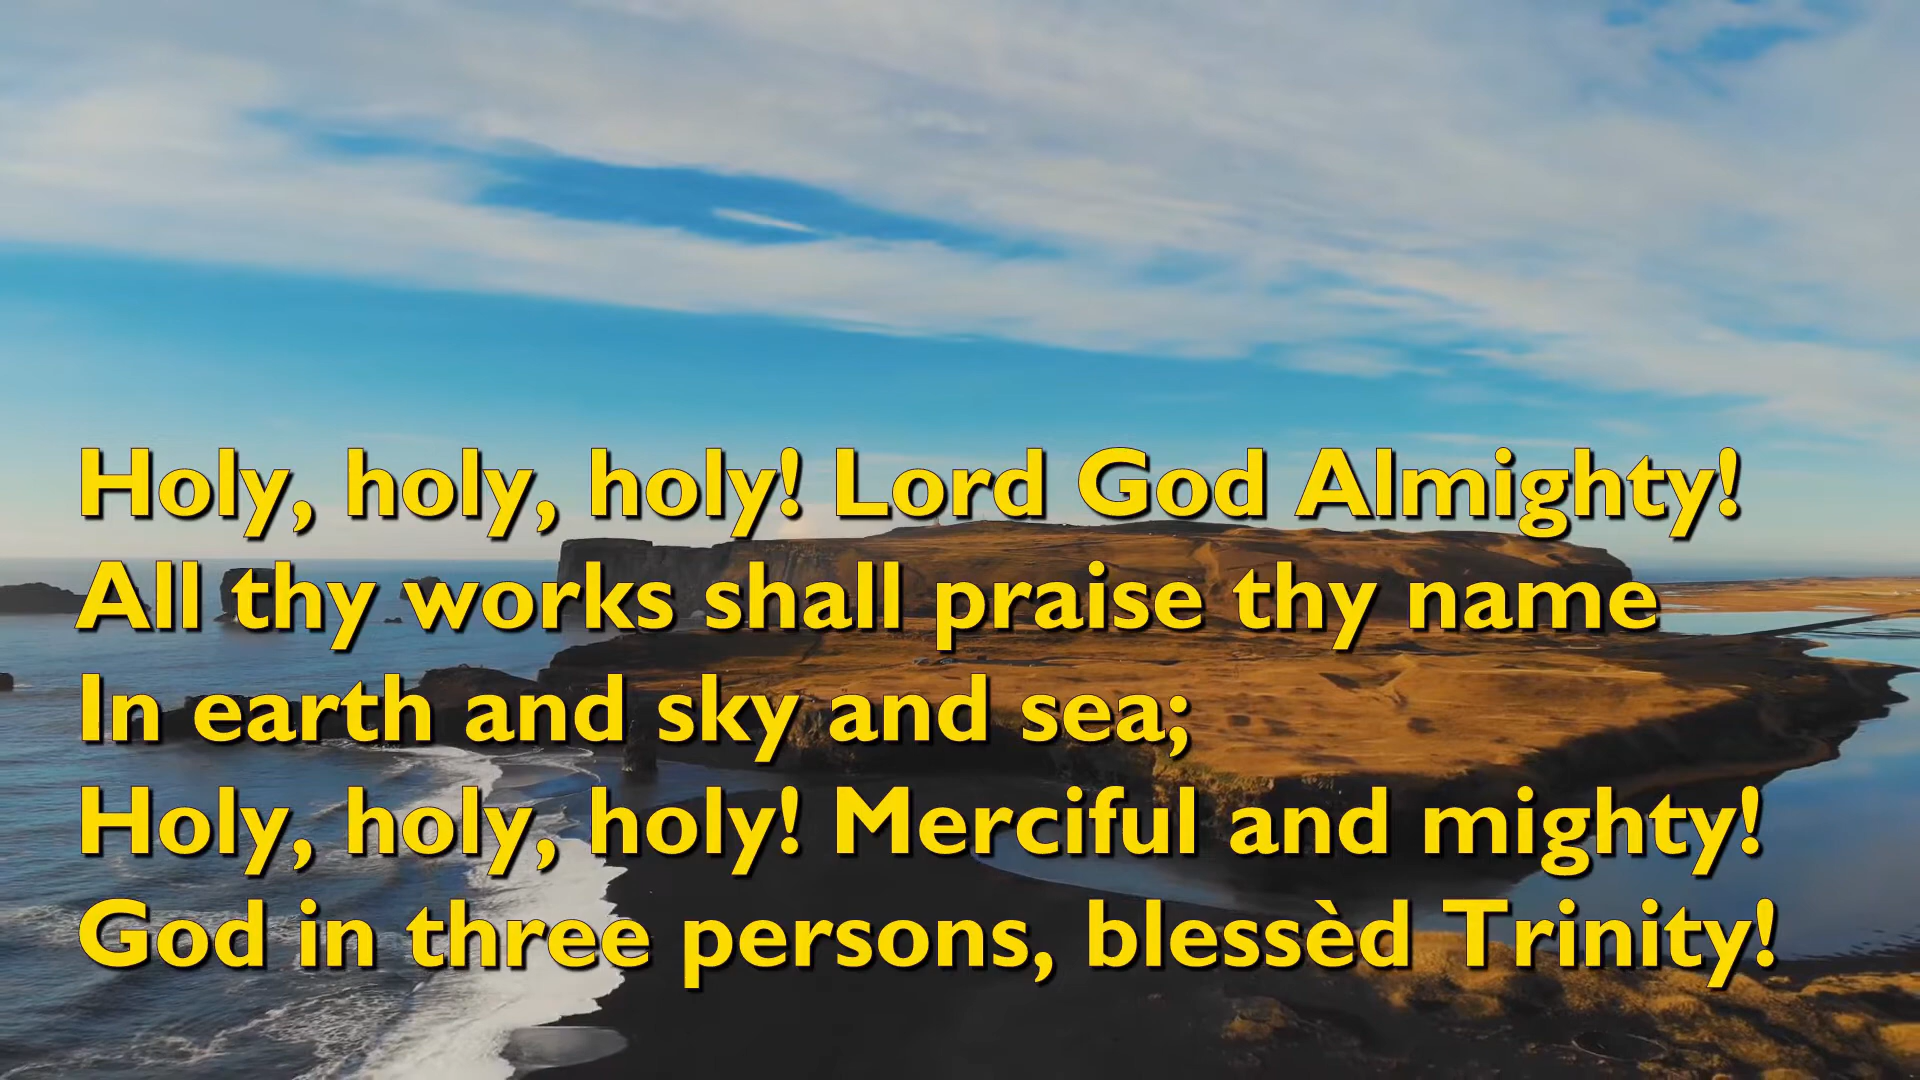 Holy, holy, holy! Lord God Almighty!
All thy works shall praise thy name
In earth and sky and sea;
Holy, holy, holy! Merciful and mighty!
God in three persons, blessèd Trinity!